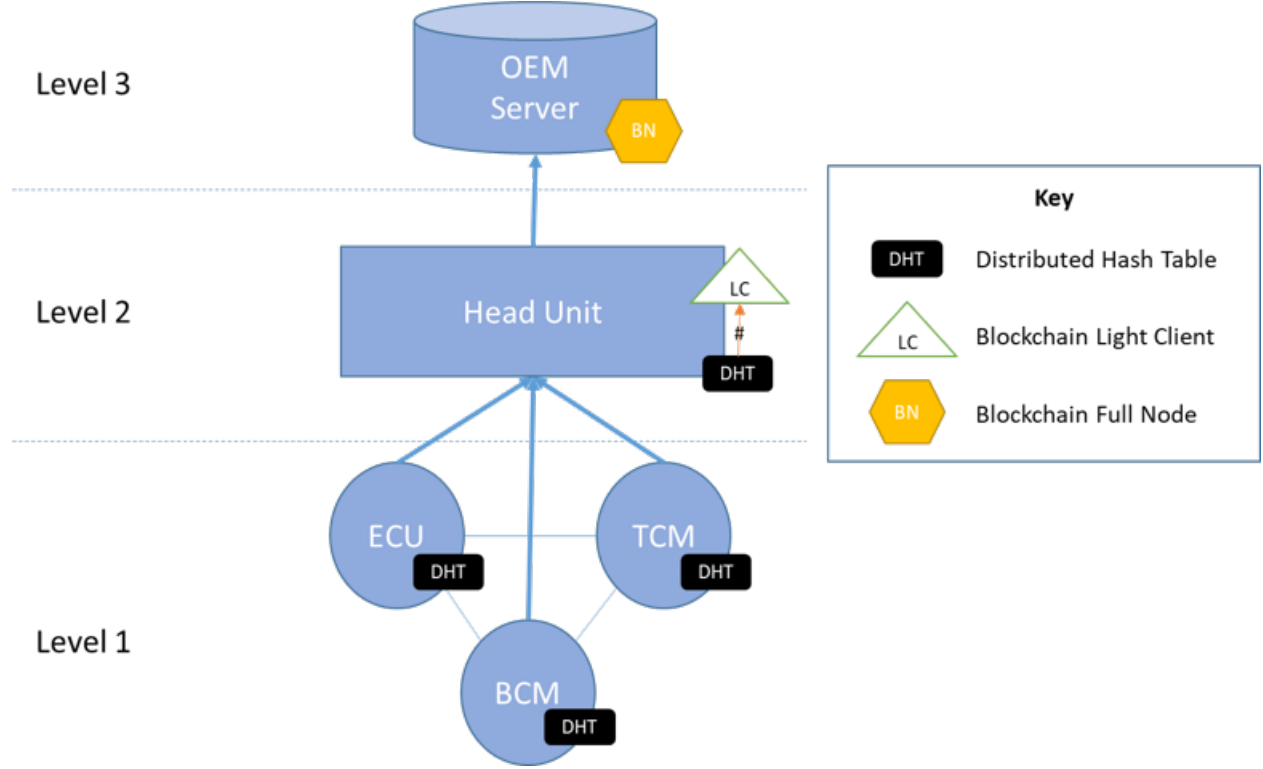 Level 3
OEM
Server
BN
Level 2
Head Unit
LC
#
DHT
Level 1
ECU
DHT
TCM
DHT
BCM
DHT
Key
DHT Distributed Hash Table
LC Blockchain Light Client
BN Blockchain Full Node